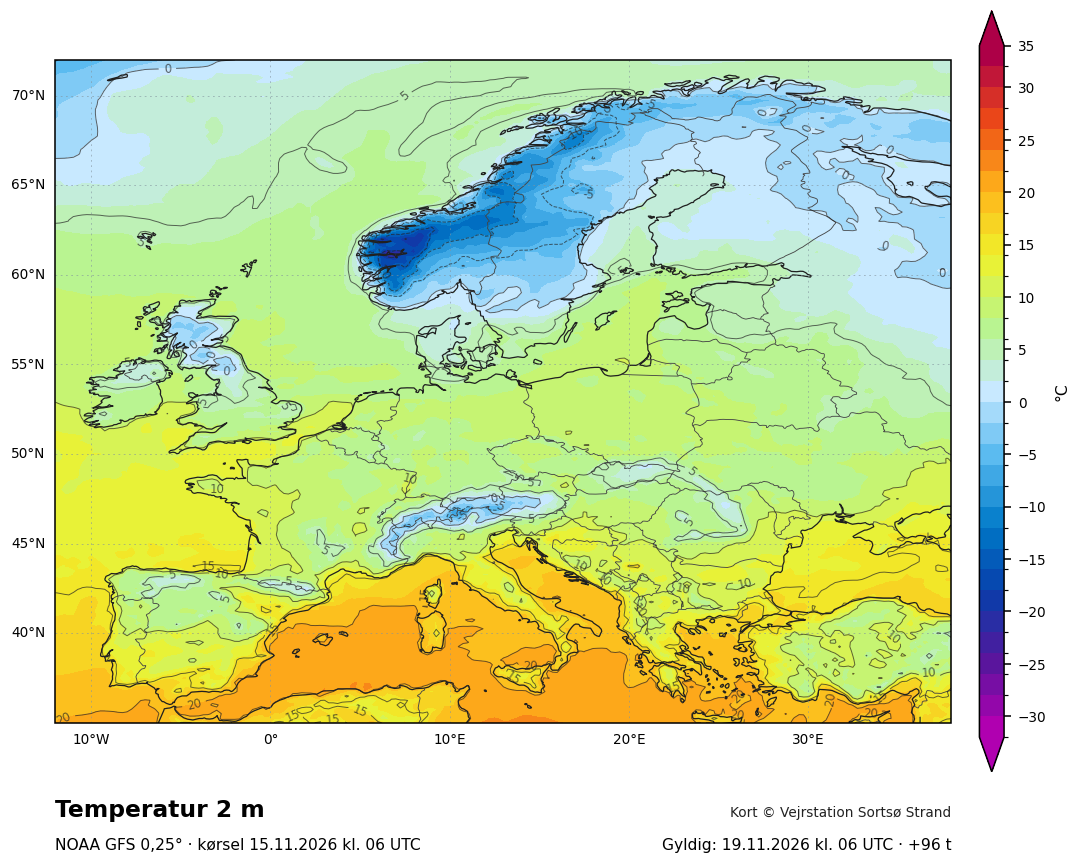 35
30
25
20
15
10
5
0
−5
−10
−15
−20
−25
−30
°C
70°N
65°N
60°N
55°N
50°N
45°N
40°N
10°W
0°
10°E
20°E
30°E
Temperatur 2 m
Kort © Vejrstation Sortsø Strand
NOAA GFS 0,25° · kørsel 15.11.2026 kl. 06 UTC
Gyldig: 19.11.2026 kl. 06 UTC · +96 t